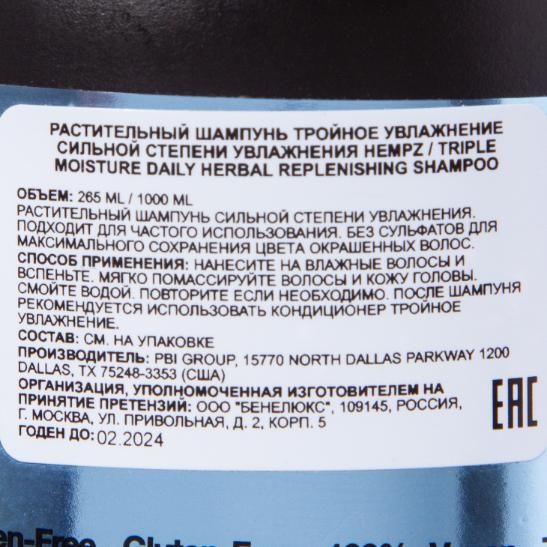 РАСТИТЕЛЬНЫЙ ШАМПУНЬ ТРОЙНОЕ УВЛАЖНЕНИЕ
СИЛЬНОЙ СТЕПЕНИ УВЛАЖНЕНИЯ HEMPZ / TRIPLE
MOISTURE DAILY HERBAL REPLENISHING SHAMPOO
ОБЪЕМ: 265 ML / 1000 ML
РАСТИТЕЛЬНЫЙ ШАМПУНЬ СИЛЬНОЙ СТЕПЕНИ УВЛАЖНЕНИЯ.
ПОДХОДИТ ДЛЯ ЧАСТОГО ИСПОЛЬЗОВАНИЯ. БЕЗ СУЛЬФАТОВ ДЛЯ
МАКСИМАЛЬНОГО СОХРАНЕНИЯ ЦВЕТА ОКРАШЕННЫХ ВОЛОС.
СПОСОБ ПРИМЕНЕНИЯ: НАНЕСИТЕ НА ВЛАЖНЫЕ ВОЛОСЫ И
ВСПЕНЬТЕ. МЯГКО ПОМАССИРУЙТЕ ВОЛОСЫ И КОЖУ ГОЛОВЫ.
СМОЙТЕ ВОДОЙ. ПОВТОРИТЕ ЕСЛИ НЕОБХОДИМО. ПОСЛЕ ШАМПУНЯ
РЕКОМЕНДУЕТСЯ ИСПОЛЬЗОВАТЬ КОНДИЦИОНЕР ТРОЙНОЕ
УВЛАЖНЕНИЕ.
СОСТАВ: СМ. НА УПАКОВКЕ
ПРОИЗВОДИТЕЛЬ: PBI GROUP, 15770 NORTH DALLAS PARKWAY 1200
DALLAS, TX 75248-3353 (США)
ОРГАНИЗАЦИЯ, УПОЛНОМОЧЕННАЯ ИЗГОТОВИТЕЛЕМ НА
ПРИНЯТИЕ ПРЕТЕНЗИЙ: ООО "БЕНЕЛЮКС", 109145, РОССИЯ,
Г. МОСКВА, УЛ. ПРИВОЛЬНАЯ, Д. 2, КОРП. 5
ГОДЕН ДО: 02.2024
EAC